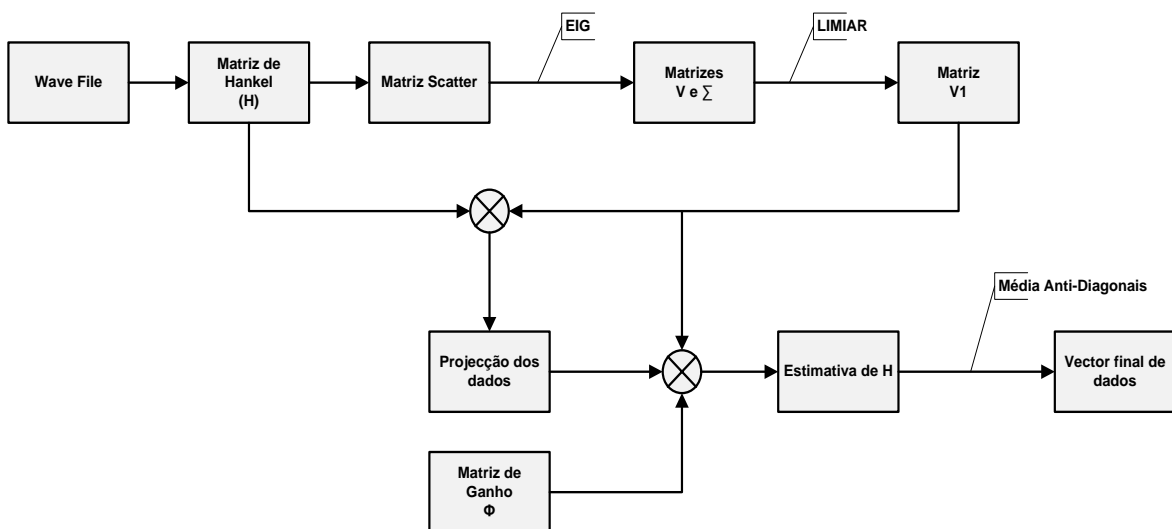 EIG
LIMIAR
Wave File
Matriz de
Hankel
(H)
Matriz Scatter
Matrizes
V e ∑
Matriz
V1
Média Anti-Diagonais
Projecção dos
dados
Estimativa de H
Vector final de
dados
Matriz de
Ganho
Φ